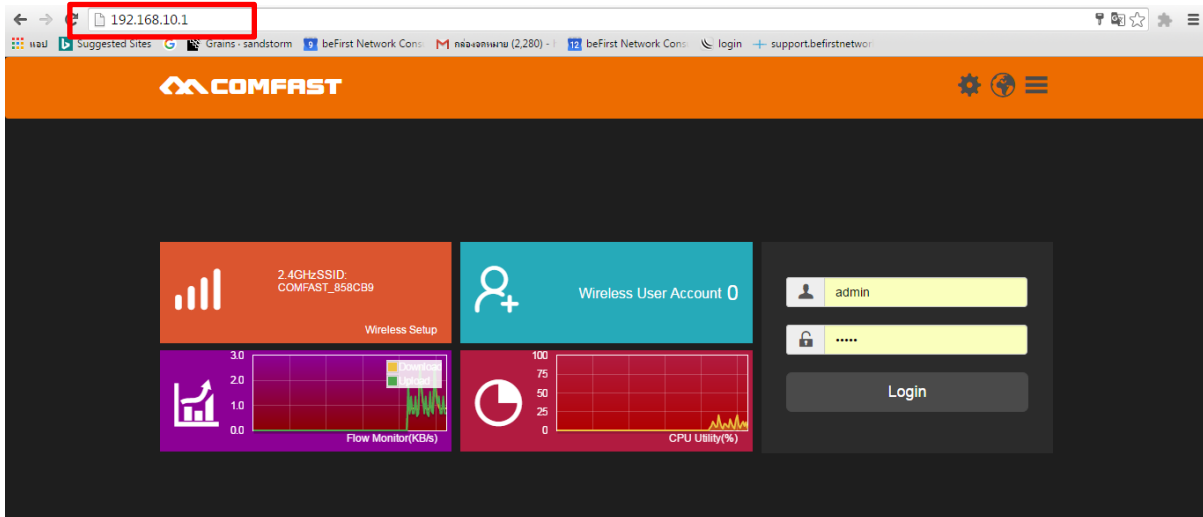 192.168.10.1
แอป Suggested Sites G Grains - sandstorm 9 beFirst Network Cons กล่องจดหมาย (2,280) - 12 beFirst Network Cons login support.befirstnetwor
COMFAST
2.4GHzSSID:
COMFAST_858CB9
Wireless Setup
Wireless User Account 0
admin
•••••
Login
3.0
2.0
1.0
0.0
Download
Upload
Flow Monitor(KB/s)
100
75
50
25
0
CPU Utility(%)